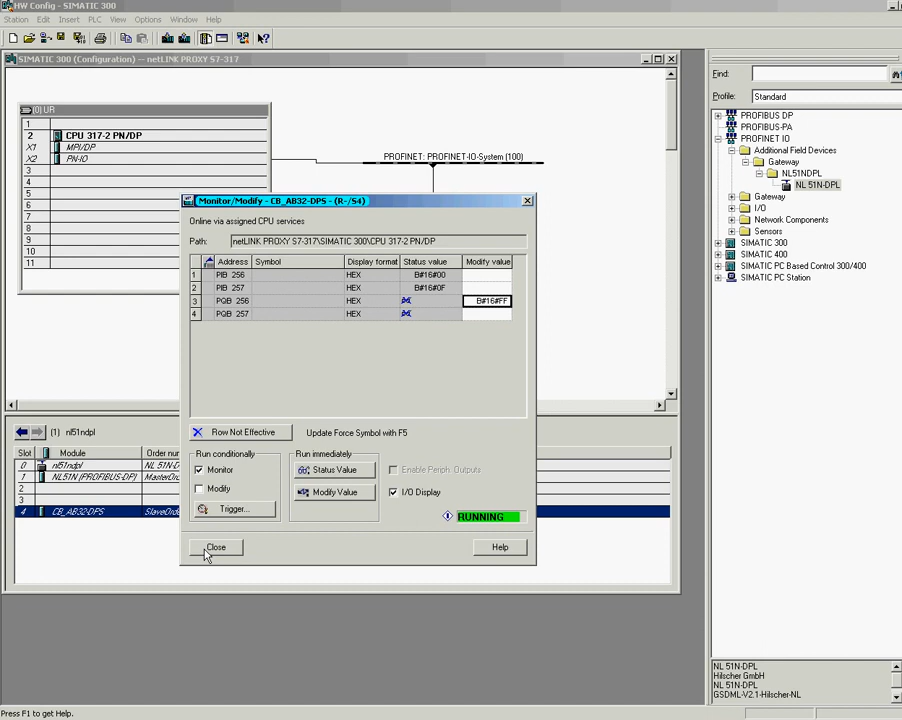 HW Config - SIMATIC 300
Station Edit Insert PLC View Options Window Help
SIMATIC 300 (Configuration) -- netLINK PROXY S7-317
(0) UR
1
2 CPU 317-2 PN/DP
X1 MPI/DP
X2 PN-IO
3
4
5
6
7
8
9
10
11
PROFINET: PROFINET-IO-System (100)
Monitor/Modify - CB_AB32-DPS - (R-/S4)
Online via assigned CPU services
Path: netLINK PROXY S7-317\SIMATIC 300\CPU 317-2 PN/DP
Address Symbol Display format Status value Modify value
1 PIB 256 HEX B#16#00
2 PIB 257 HEX B#16#0F
3 PQB 256 HEX B#16#FF
4 PQB 257 HEX
Row Not Effective Update Force Symbol with F5
Run conditionally Run immediately
Monitor Status Value Enable Periph. Outputs
Modify Modify Value I/O Display
Trigger...
RUNNING
Close Help
(1) nl51ndpl
Slot Module Order num
0 nl51ndpl NL 51N-D
1 NL51N (PROFIBUS-DP) MasterOrd
2
3
4 CB_AB32-DPS SlaveOrde
Find:
Profile: Standard
PROFIBUS DP
PROFIBUS-PA
PROFINET IO
Additional Field Devices
Gateway
NL51NDPL
NL 51N-DPL
Gateway
I/O
Network Components
Sensors
SIMATIC 300
SIMATIC 400
SIMATIC PC Based Control 300/400
SIMATIC PC Station
NL 51N-DPL
Hilscher GmbH
NL 51N-DPL
GSDML-V2.1-Hilscher-NL
Press F1 to get Help.